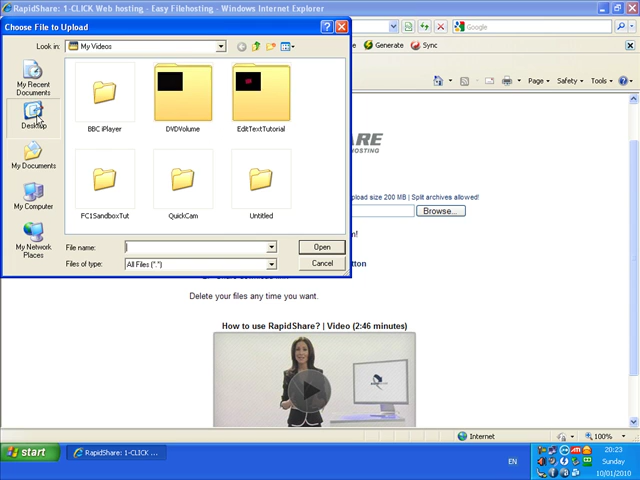 RapidShare: 1-CLICK Web hosting - Easy Filehosting - Windows Internet Explorer
Choose File to Upload
Look in:
My Videos
Google
Generate
Sync
Page
Safety
Tools
My Recent
Documents
Desktop
My Documents
My Computer
My Network
Places
BBC iPlayer
DVDVolume
EditTextTutorial
FC1SandboxTut
QuickCam
Untitled
File name:
Open
Files of type:
All Files (*.*)
Cancel
ARE
HOSTING
pload size 200 MB | Split archives allowed!
Browse...
m!
tton
Delete your files any time you want.
How to use RapidShare? | Video (2:46 minutes)
Internet
100%
start
RapidShare: 1-CLICK ...
EN
20:23
Sunday
10/01/2010